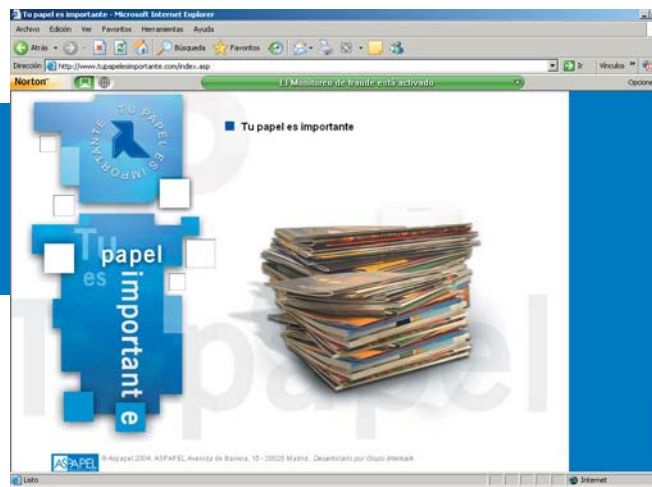 Tu papel es importante - Microsoft Internet Explorer
Archivo Edición Ver Favoritos Herramientas Ayuda
Atrás Búsqueda Favoritos
Dirección http://www.tupapelesimportante.com/index.asp Ir Vínculos
Norton El Monitoreo de fraude está activado Opcione
TU PAPEL ES IMPORTANTE
Tu papel es importante
Tu
papel
es
importante
Tu papel
ASPAPEL © Aspapel 2004. ASPAPEL, Avenida de Baviera, 15 - 28028 Madrid. Desarrollado por Grupo
Listo Internet